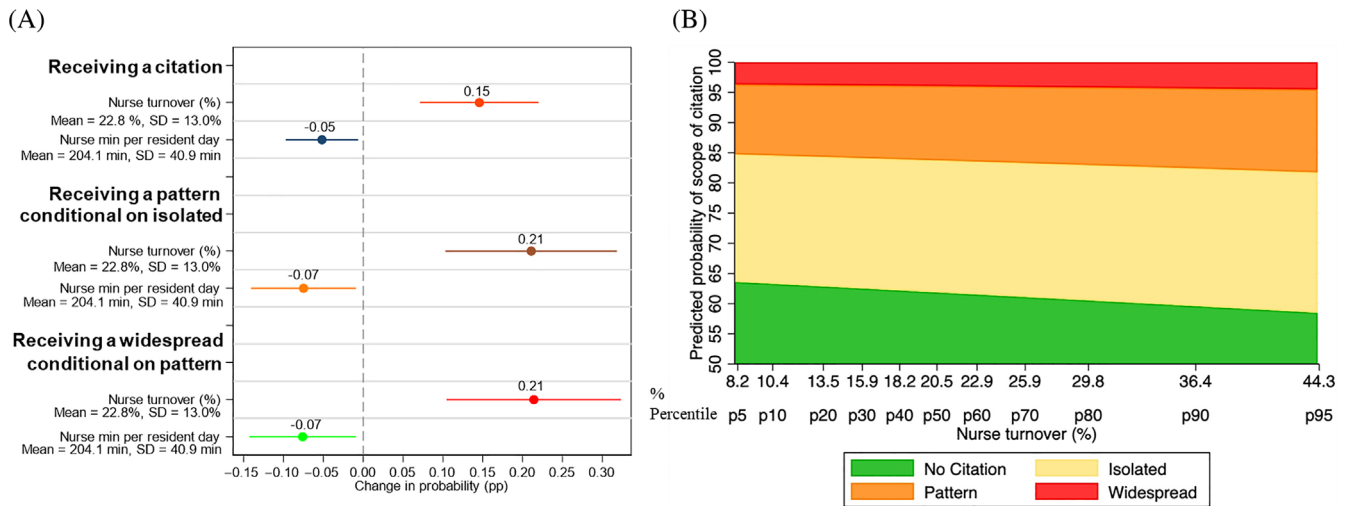 (A)
Receiving a citation
0.15
Nurse turnover (%)
Mean = 22.8 %, SD = 13.0%
-0.05
Nurse min per resident day
Mean = 204.1 min, SD = 40.9 min
Receiving a pattern
conditional on isolated
0.21
Nurse turnover (%)
Mean = 22.8%, SD = 13.0%
-0.07
Nurse min per resident day
Mean = 204.1 min, SD = 40.9 min
Receiving a widespread
conditional on pattern
0.21
Nurse turnover (%)
Mean = 22.8%, SD = 13.0%
-0.07
Nurse min per resident day
Mean = 204.1 min, SD = 40.9 min
−0.15 −0.10 −0.05 0.00 0.05 0.10 0.15 0.20 0.25 0.30
Change in probability (pp)
(B)
Predicted probability of scope of citation
100
95
90
85
80
75
70
65
60
55
50
8.2 10.4 13.5 15.9 18.2 20.5 22.9 25.9 29.8 36.4 44.3
%
Percentile p5 p10 p20 p30 p40 p50 p60 p70 p80 p90 p95
Nurse turnover (%)
No Citation Isolated
Pattern Widespread